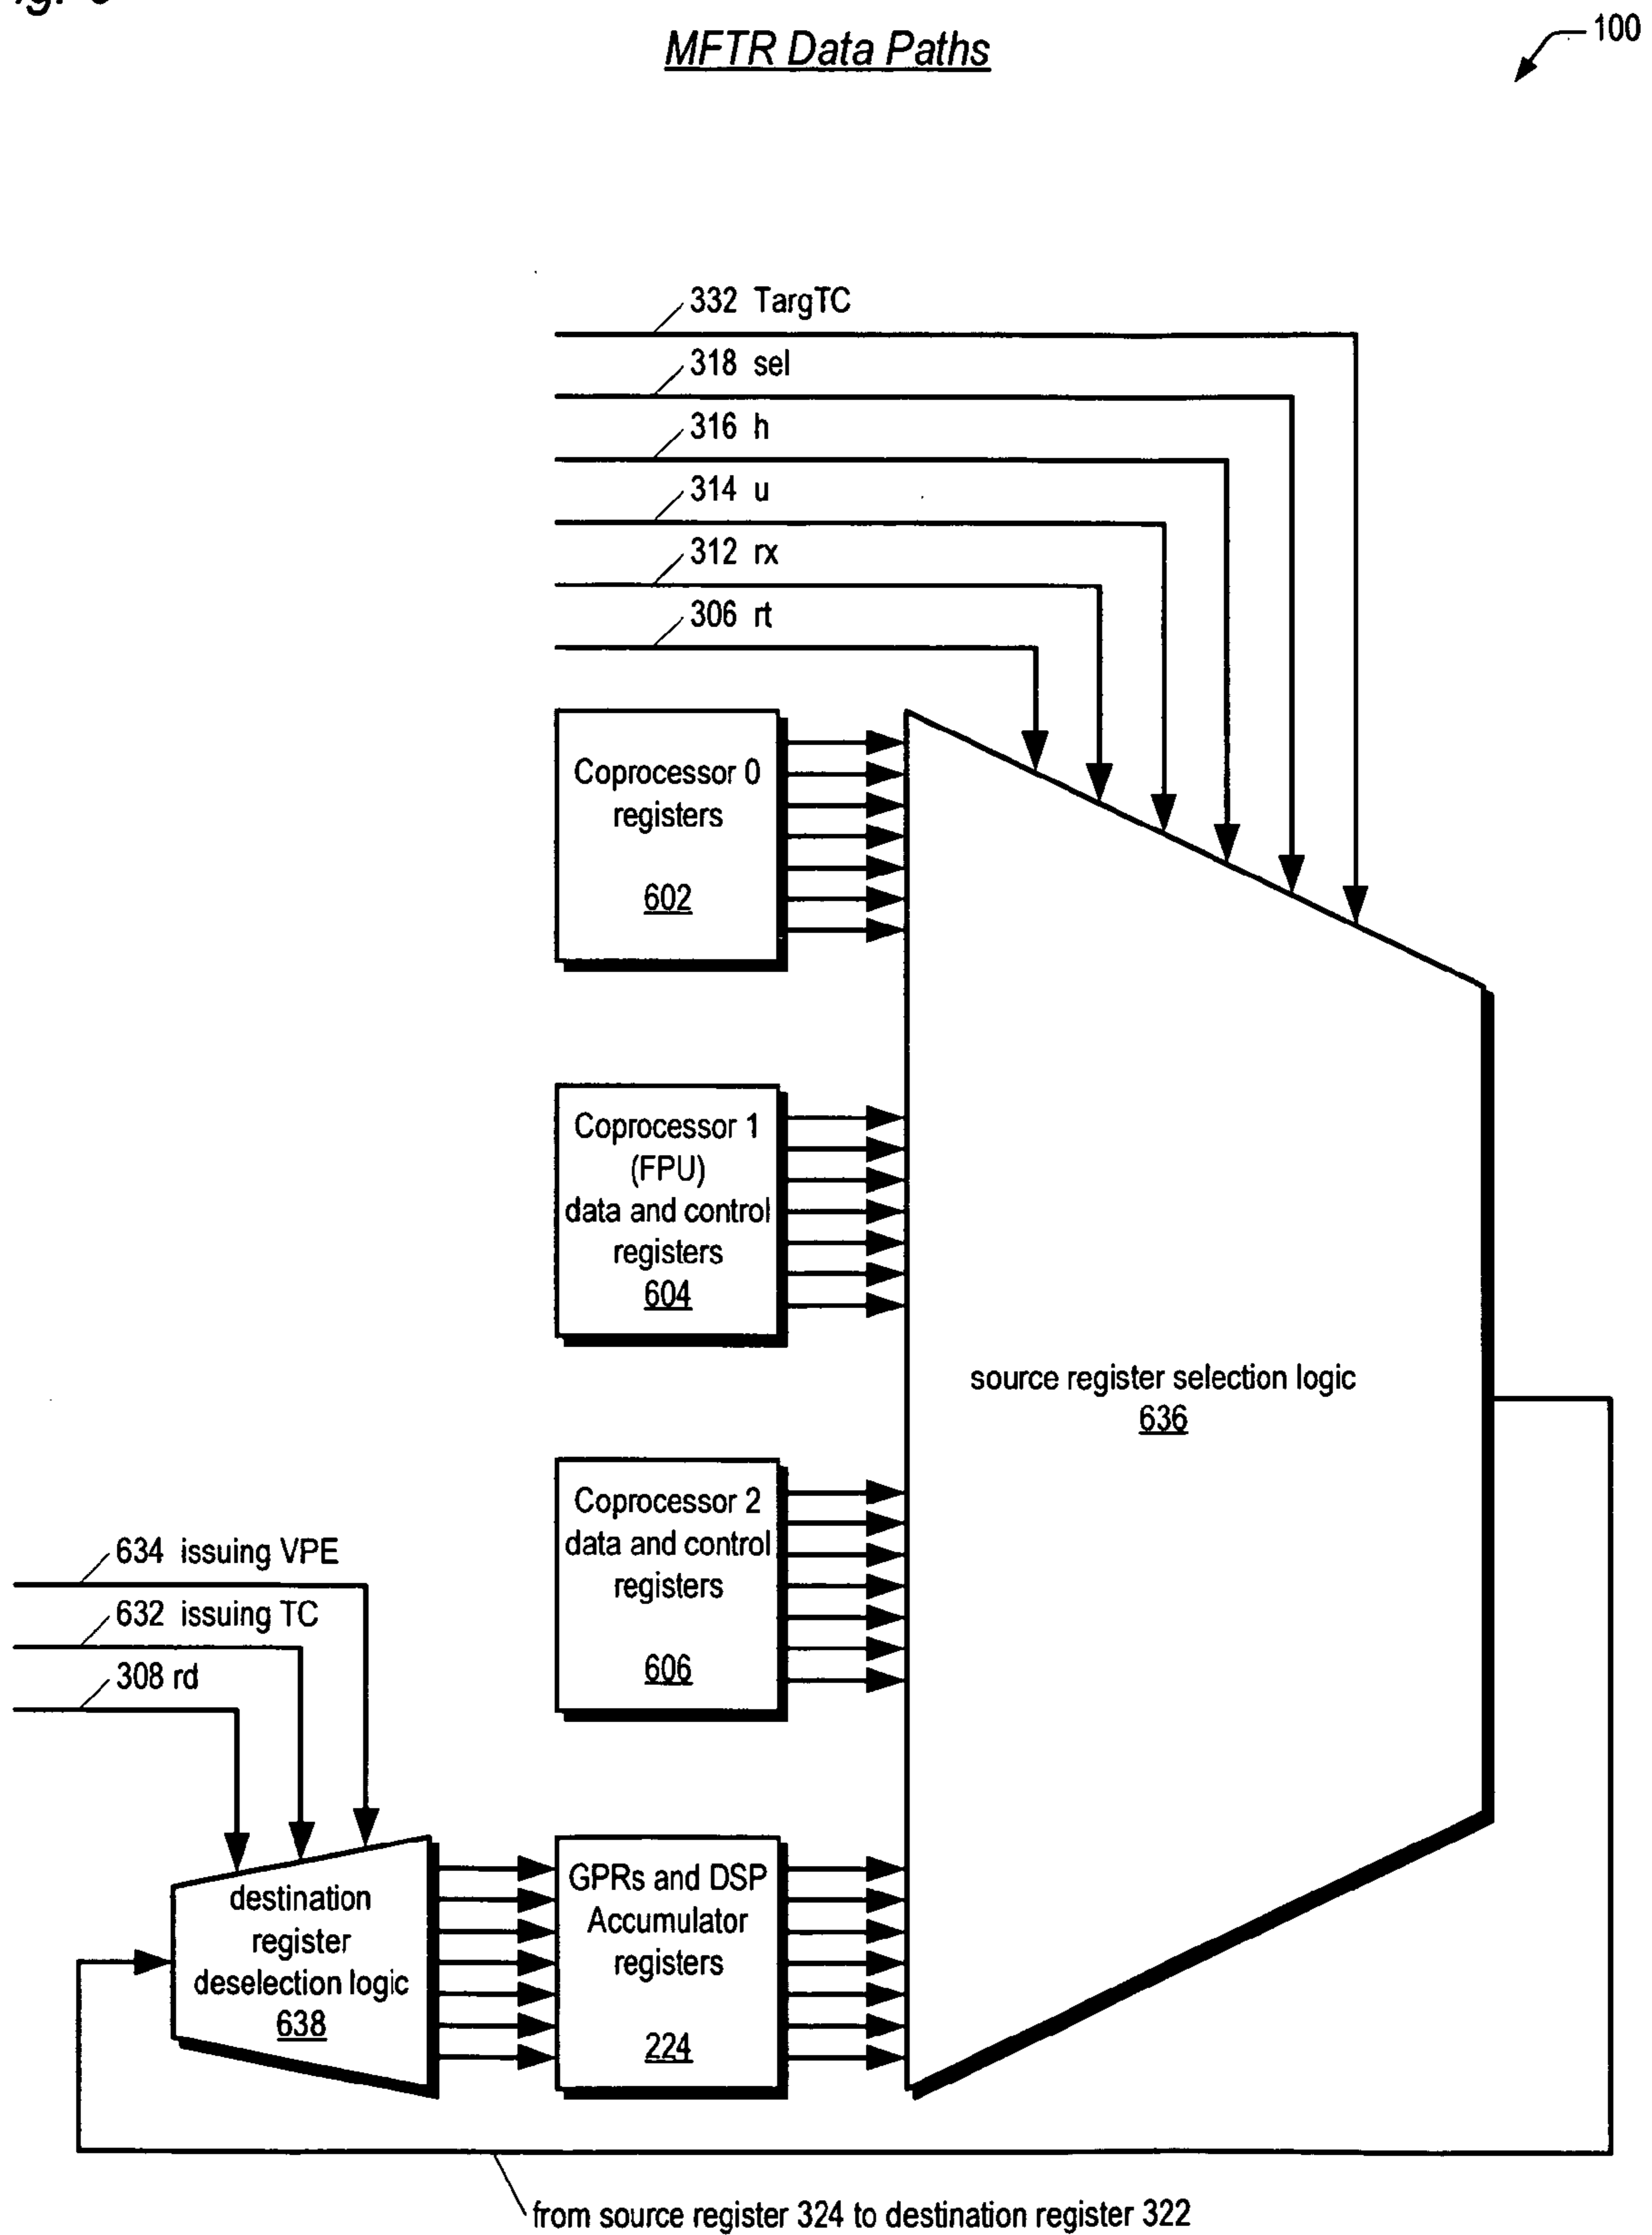 MFTR Data Paths
100
332 TargTC
318 sel
316 h
314 u
312 rx
306 rt
Coprocessor 0
registers
602
Coprocessor 1
(FPU)
data and control
registers
604
source register selection logic
636
Coprocessor 2
data and control
registers
606
634 issuing VPE
632 issuing TC
308 rd
destination
register
deselection logic
638
GPRs and DSP
Accumulator
registers
224
from source register 324 to destination register 322